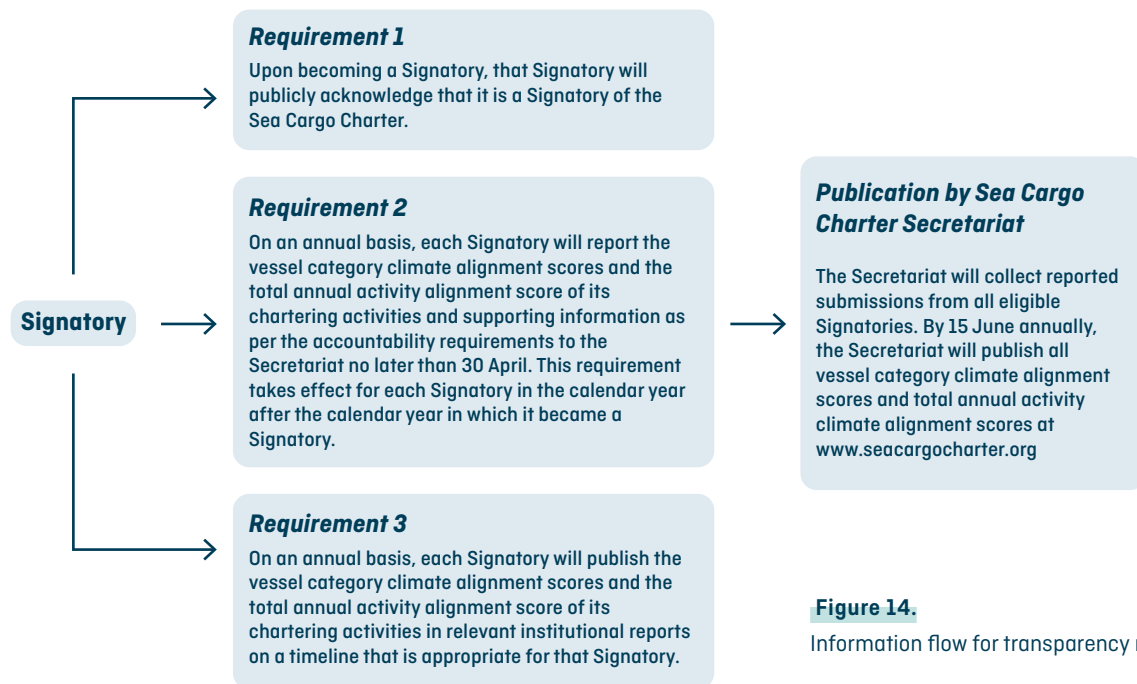 Requirement 1
Upon becoming a Signatory, that Signatory will
publicly acknowledge that it is a Signatory of the
Sea Cargo Charter.
Signatory
Requirement 2
On an annual basis, each Signatory will report the
vessel category climate alignment scores and the
total annual activity alignment score of its
chartering activities and supporting information as
per the accountability requirements to the
Secretariat no later than 30 April. This requirement
takes effect for each Signatory in the calendar year
after the calendar year in which it became a
Signatory.
Requirement 3
On an annual basis, each Signatory will publish the
vessel category climate alignment scores and the
total annual activity alignment score of its
chartering activities in relevant institutional reports
on a timeline that is appropriate for that Signatory.
Publication by Sea Cargo
Charter Secretariat
The Secretariat will collect reported
submissions from all eligible
Signatories. By 15 June annually,
the Secretariat will publish all
vessel category climate alignment
scores and total annual activity
climate alignment scores at
www.seacargocharter.org
Figure 14.
Information flow for transparency